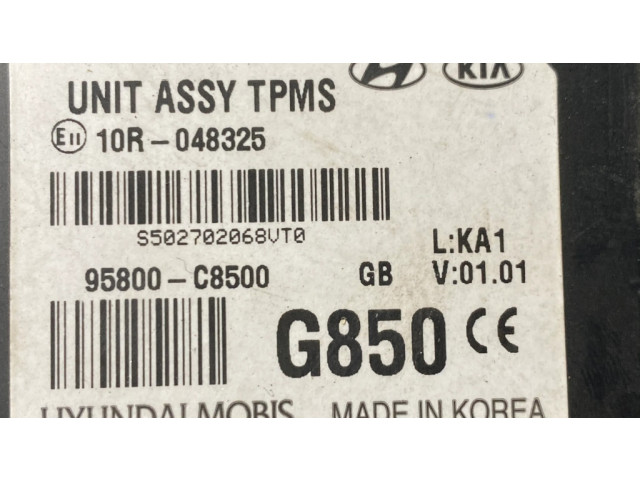 KIA
UNIT ASSY TPMS
E11 10R-048325
S502702068VT0
L:KA1
95800-C8500 GB V:01.01
G850 CE
HYUNDAI MOBIS MADE IN KOREA